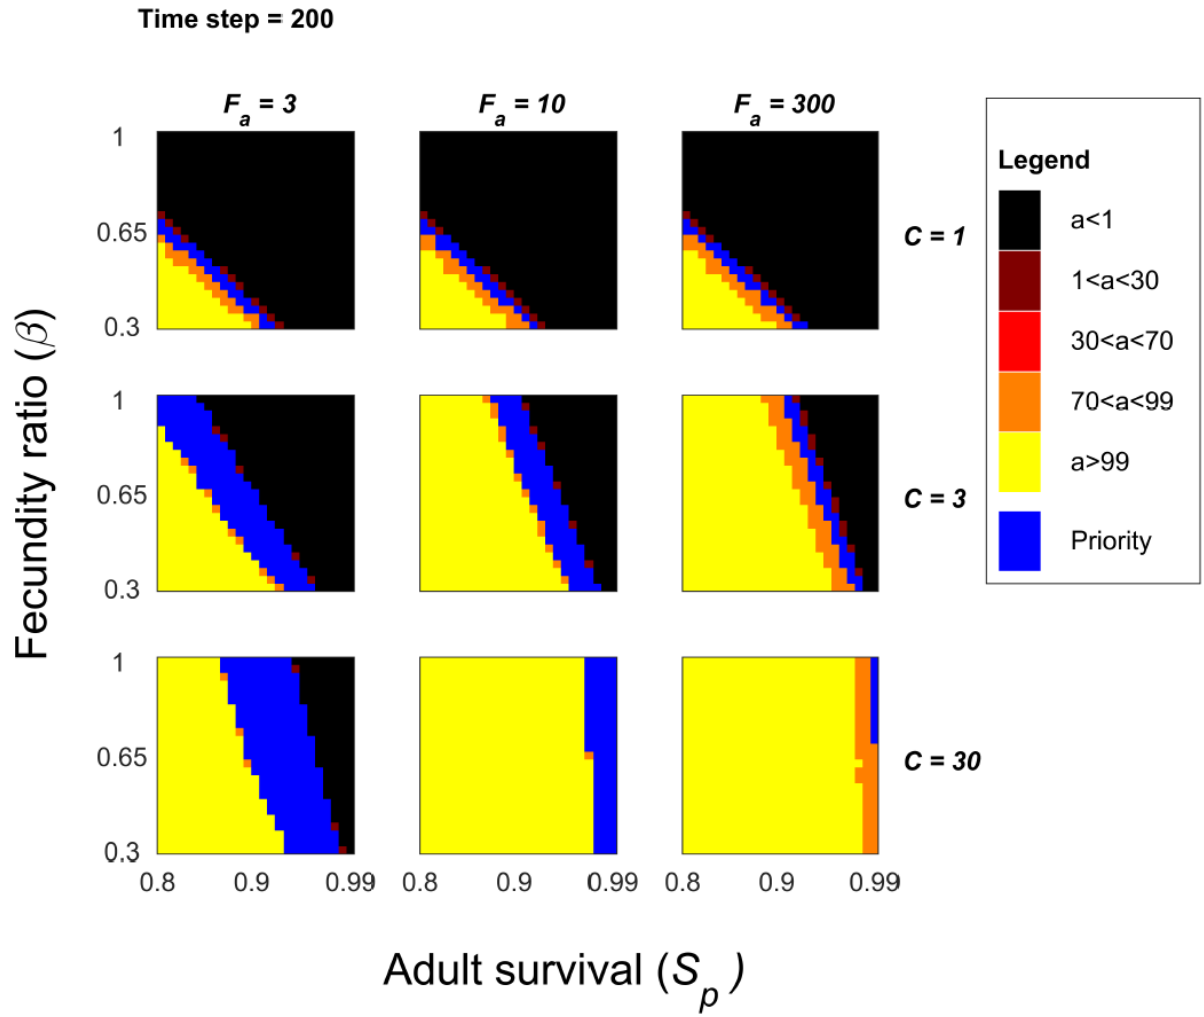 Time step = 200
F_a = 3
F_a = 10
F_a = 300
Legend
a<1
1<a<30
30<a<70
70<a<99
a>99
Priority
1
0.65
0.3
C = 1
1
0.65
0.3
C = 3
1
0.65
0.3
C = 30
0.8 0.9 0.99 0.8 0.9 0.99 0.8 0.9 0.99
Fecundity ratio (β)
Adult survival (S_p)